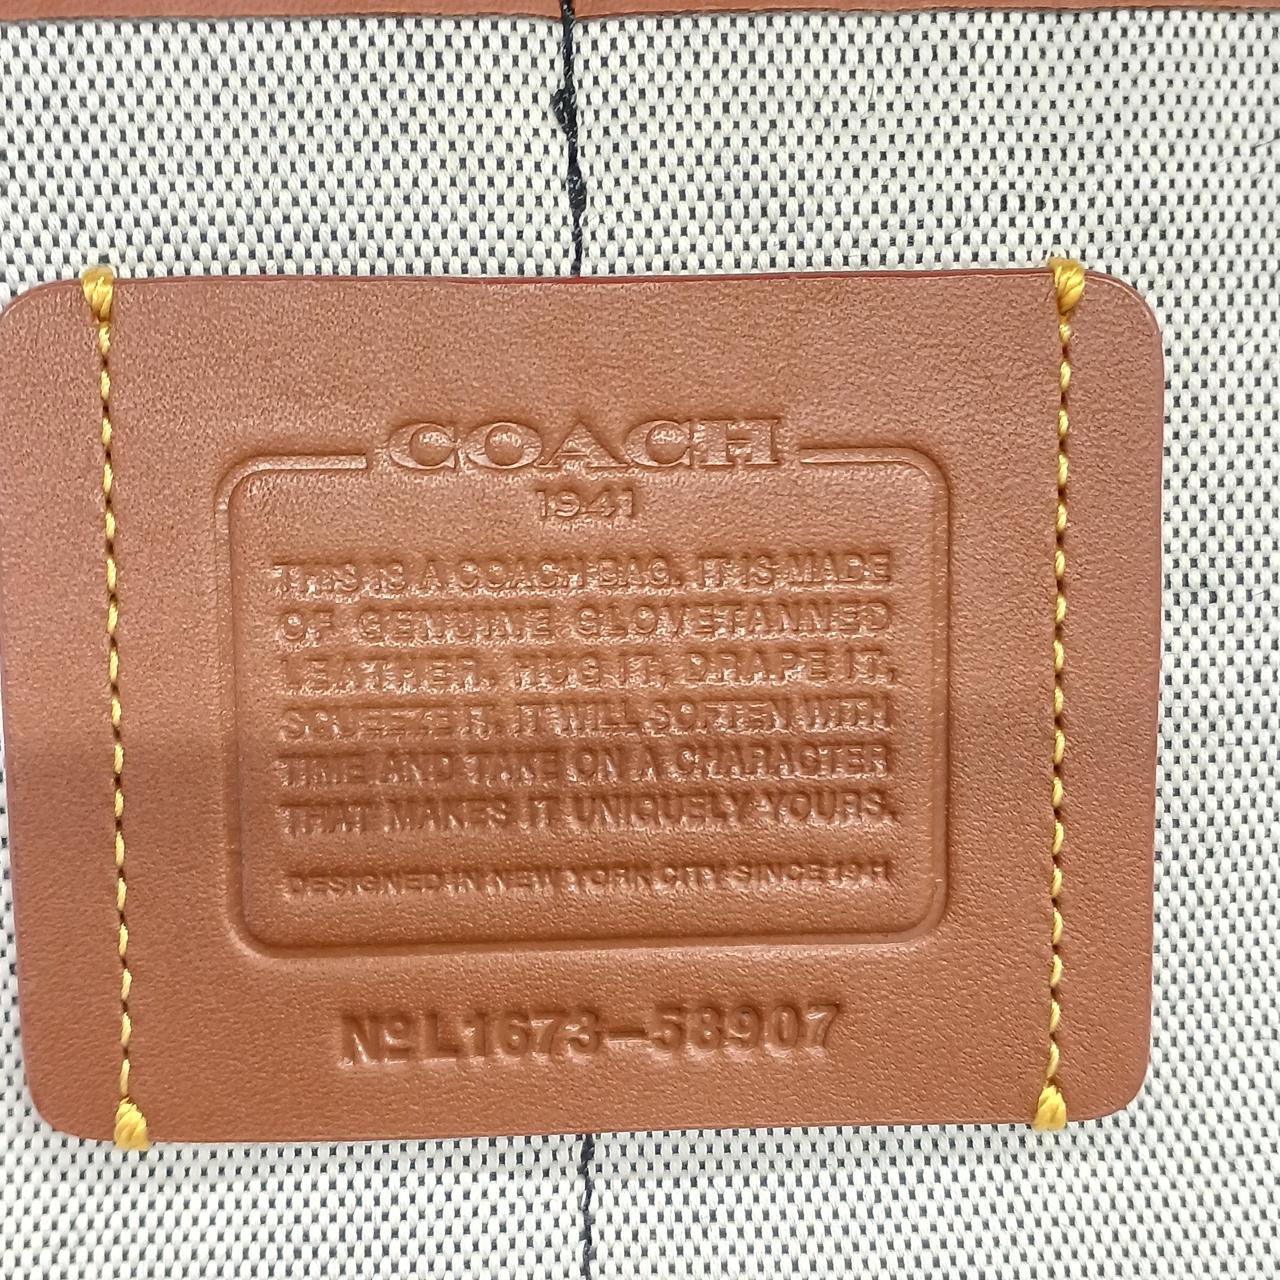 COACH
1941
THIS IS A COACH BAG. IT IS MADE
OF GENUINE GLOVETANNED
LEATHER. HUG IT, DRAPE IT,
SQUEEZE IT. IT WILL SOFTEN WITH
TIME AND TAKE ON A CHARACTER
THAT MAKES IT UNIQUELY YOURS.
DESIGNED IN NEW YORK CITY SINCE 1941
Nº L1673-58907